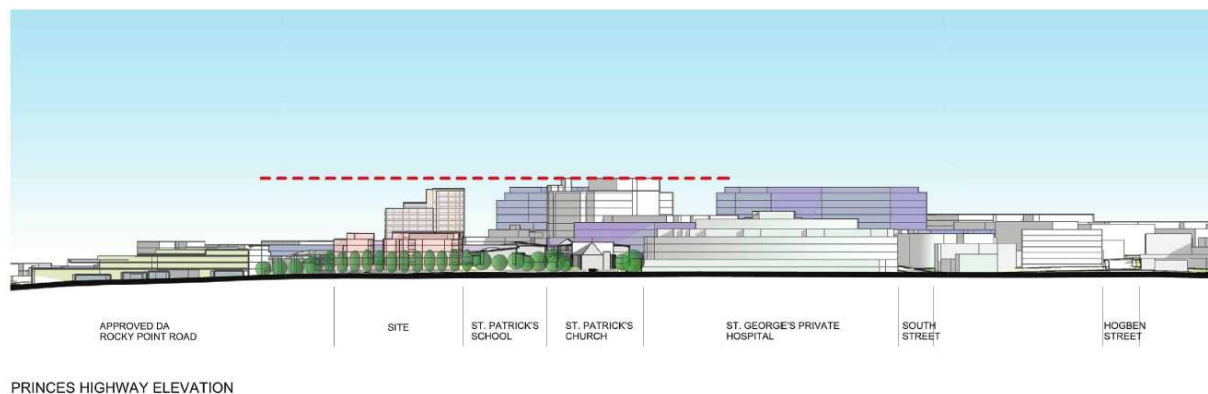 APPROVED DA
ROCKY POINT ROAD
SITE
ST. PATRICK'S
SCHOOL
ST. PATRICK'S
CHURCH
ST. GEORGE'S PRIVATE
HOSPITAL
SOUTH
STREET
HOGBEN
STREET
PRINCES HIGHWAY ELEVATION